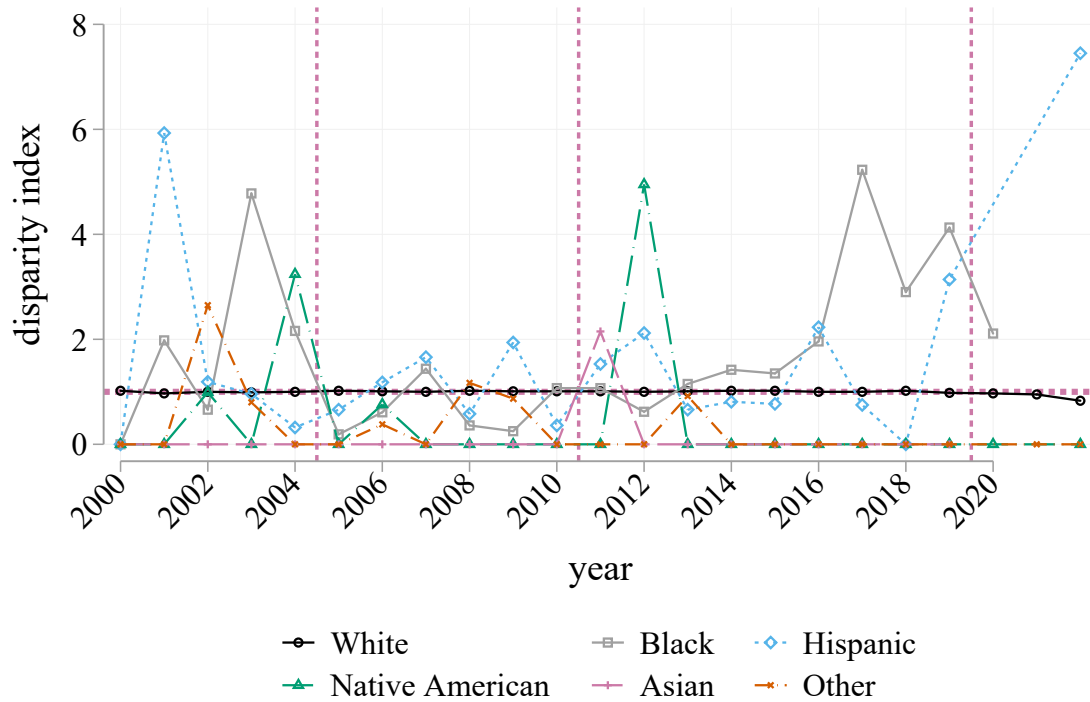 disparity index
8
6
4
2
0
2000 2002 2004 2006 2008 2010 2012 2014 2016 2018 2020
year
White Black Hispanic
Native American Asian Other